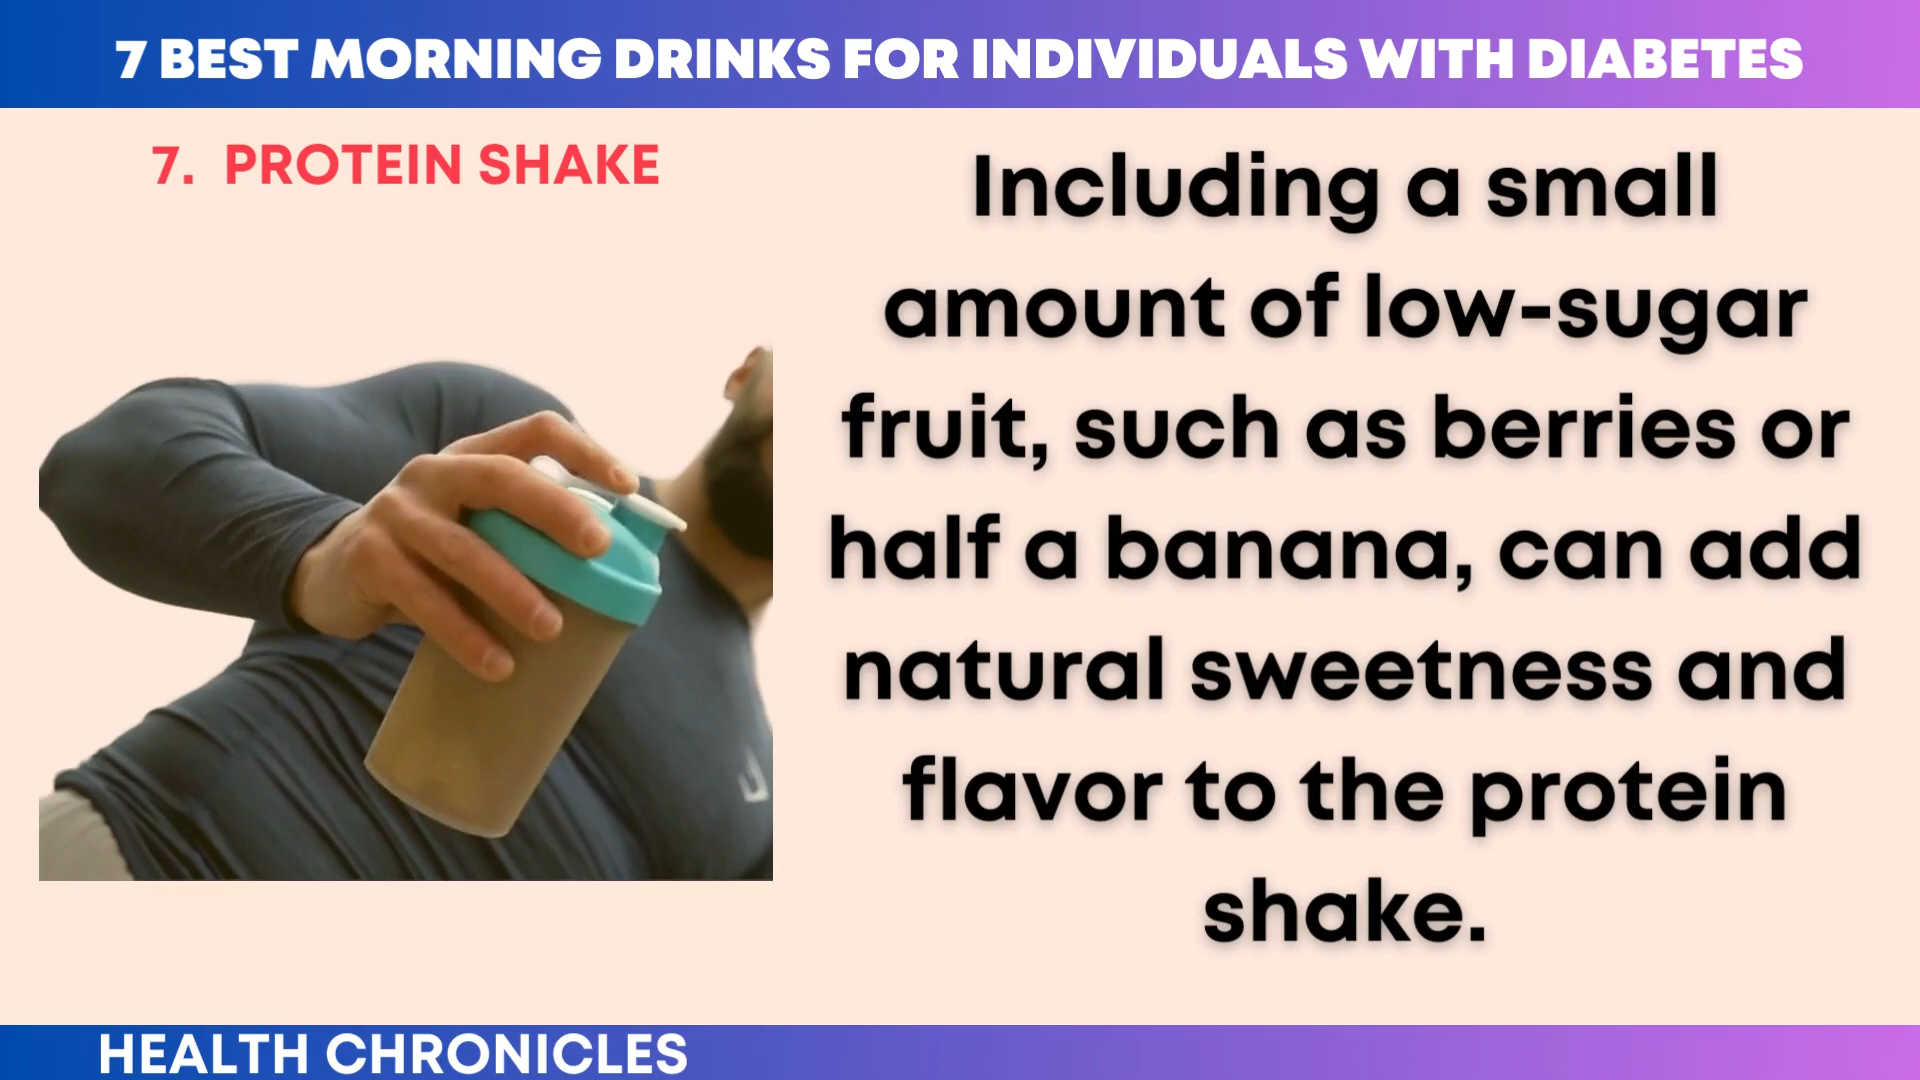 7 BEST MORNING DRINKS FOR INDIVIDUALS WITH DIABETES
7. PROTEIN SHAKE
Including a small
amount of low-sugar
fruit, such as berries or
half a banana, can add
natural sweetness and
flavor to the protein
shake.
HEALTH CHRONICLES